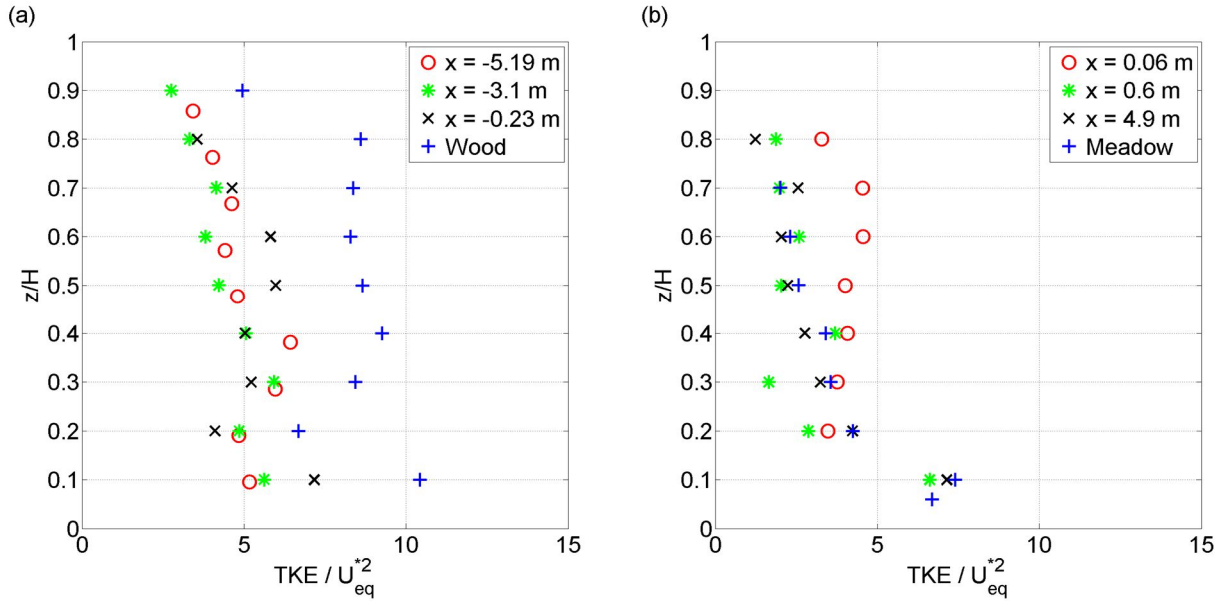 (a)
1
0.9
0.8
0.7
0.6
0.5
0.4
0.3
0.2
0.1
0
z/H
0 5 10 15
TKE / U*2eq
x = -5.19 m
x = -3.1 m
x = -0.23 m
Wood
(b)
1
0.9
0.8
0.7
0.6
0.5
0.4
0.3
0.2
0.1
0
z/H
0 5 10 15
TKE / U*2eq
x = 0.06 m
x = 0.6 m
x = 4.9 m
Meadow